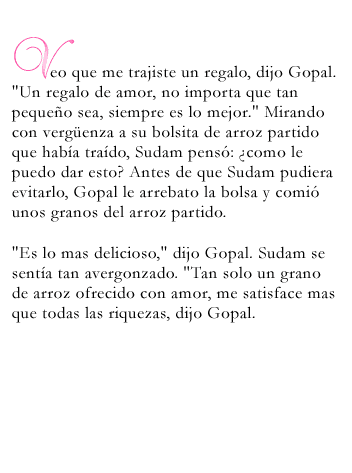 Veo que me trajiste un regalo, dijo Gopal.
"Un regalo de amor, no importa que tan
pequeño sea, siempre es lo mejor." Mirando
con vergüenza a su bolsita de arroz partido
que había traído, Sudam pensó: ¿como le
puedo dar esto? Antes de que Sudam pudiera
evitarlo, Gopal le arrebato la bolsa y comió
unos granos del arroz partido.
"Es lo mas delicioso," dijo Gopal. Sudam se
sentía tan avergonzado. "Tan solo un grano
de arroz ofrecido con amor, me satisface mas
que todas las riquezas, dijo Gopal.